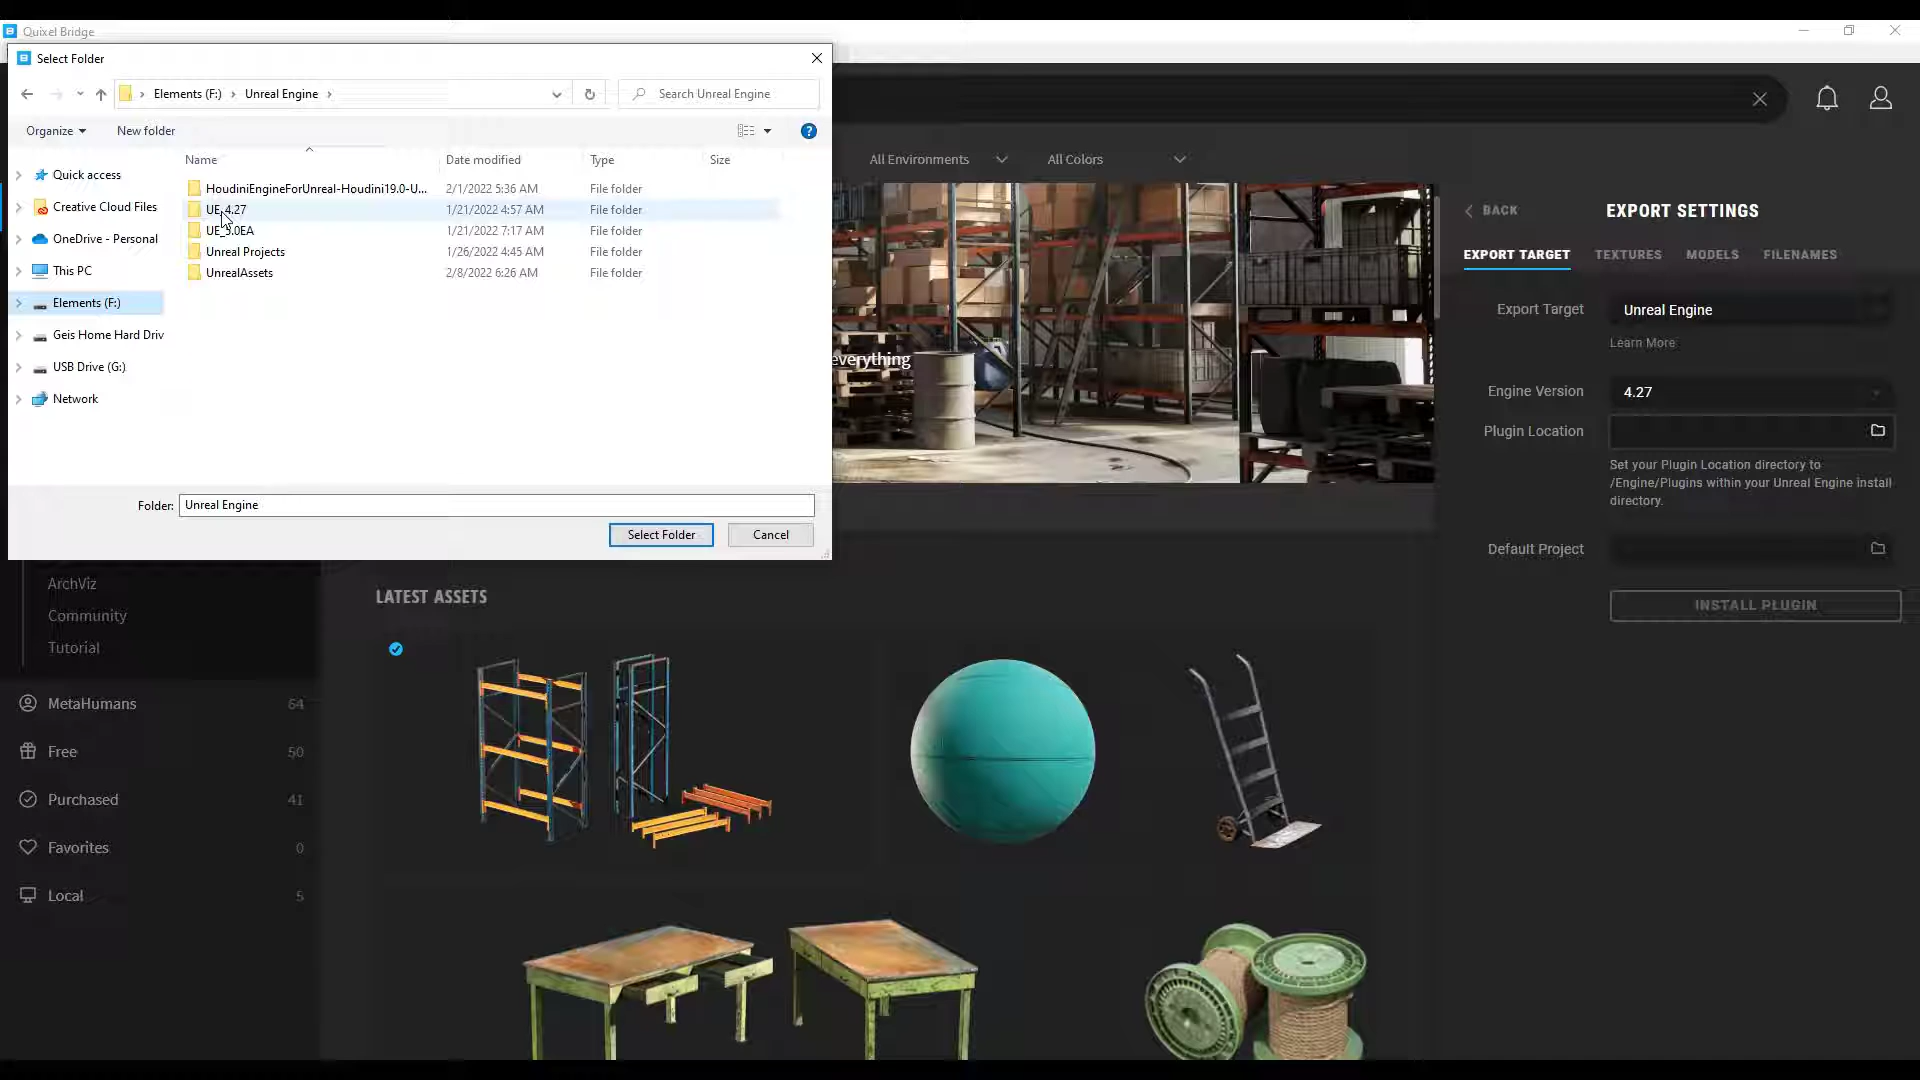 Quixel Bridge
Select Folder
Elements (F:) Unreal Engine
Search Unreal Engine
Organize
New folder
Name Date modified Type Size
HoudiniEngineForUnreal-Houdini19.0-U... 2/1/2022 5:36 AM File folder
UE_4.27 1/21/2022 4:57 AM File folder
UE_5.0EA 1/21/2022 7:17 AM File folder
Unreal Projects 1/26/2022 4:45 AM File folder
UnrealAssets 2/8/2022 6:26 AM File folder
Quick access
Creative Cloud Files
OneDrive - Personal
This PC
Elements (F:)
Geis Home Hard Driv
USB Drive (G:)
Network
Folder: Unreal Engine
Select Folder Cancel
All Environments All Colors
everything
BACK EXPORT SETTINGS
EXPORT TARGET TEXTURES MODELS FILENAMES
Export Target Unreal Engine
Learn More
Engine Version 4.27
Plugin Location
Set your Plugin Location directory to
/Engine/Plugins within your Unreal Engine install
directory.
Default Project
INSTALL PLUGIN
ArchViz
Community
Tutorial
MetaHumans 64
Free 50
Purchased 41
Favorites 0
Local 5
LATEST ASSETS